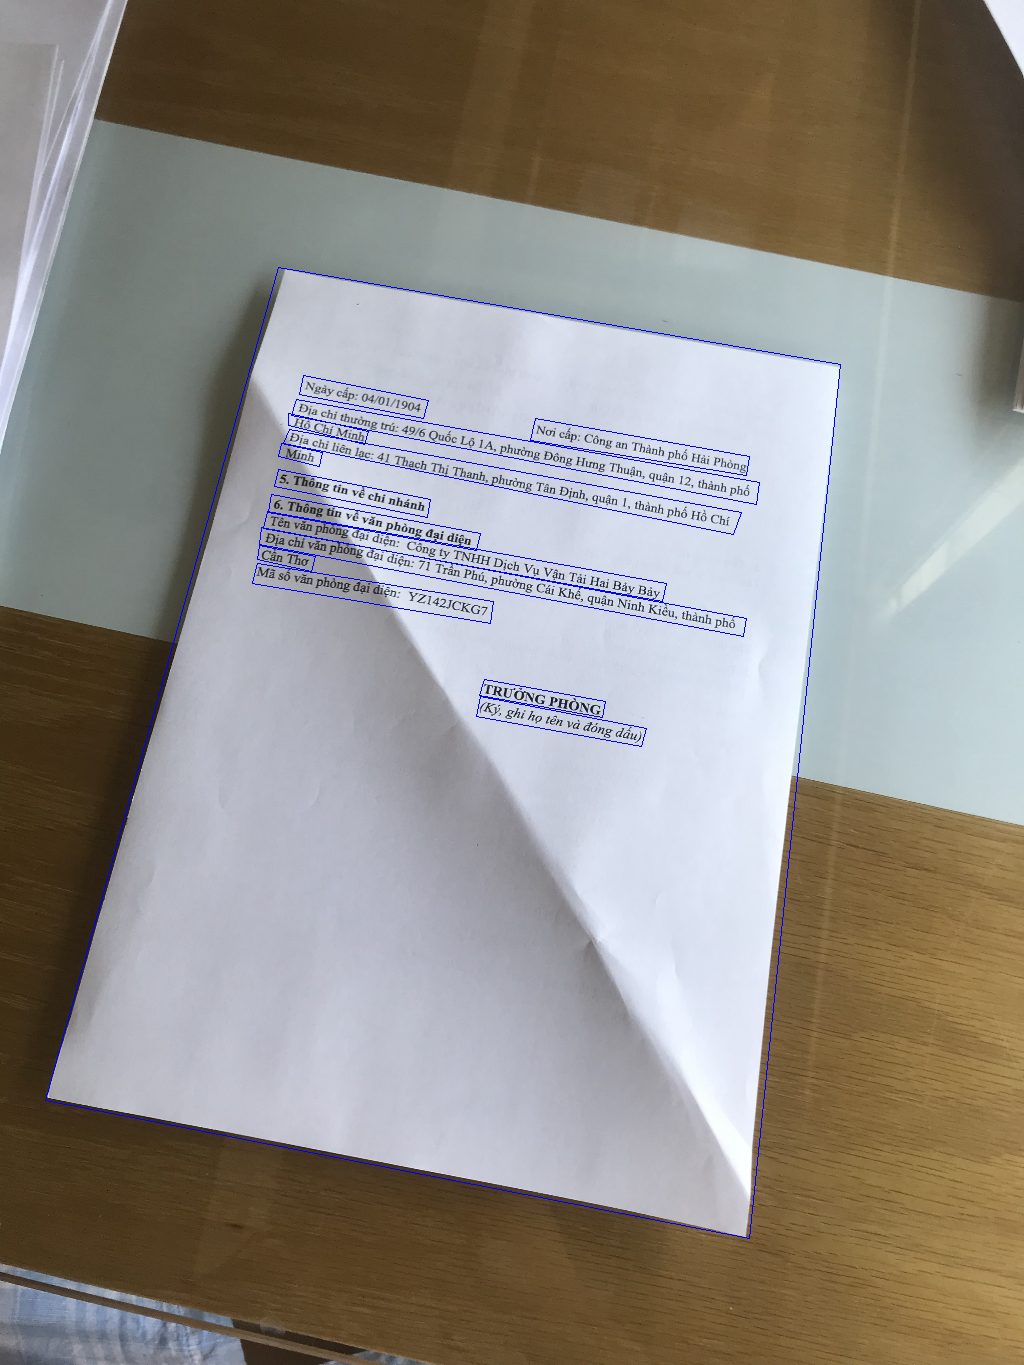 Ngày cấp: 04/01/1904
Nơi cấp: Công an Thành phố Hải Phòng
Địa chỉ thường trú: 49/6 Quốc Lộ 1A, phường Đông Hưng Thuận, quận 12, thành phố
Hồ Chí Minh
Địa chỉ liên lạc: 41 Thạch Thị Thanh, phường Tân Định, quận 1, thành phố Hồ Chí
Minh
5. Thông tin về chi nhánh
6. Thông tin về văn phòng đại diện
Tên văn phòng đại diện: Công ty TNHH Dịch Vụ Vận Tải Hai Bảy Bảy
Địa chỉ văn phòng đại diện: 71 Trần Phú, phường Cái Khế, quận Ninh Kiều, thành phố
Cần Thơ
Mã số văn phòng đại diện: YZ142JCKG7
TRƯỞNG PHÒNG
(Ký, ghi họ tên và đóng dấu)